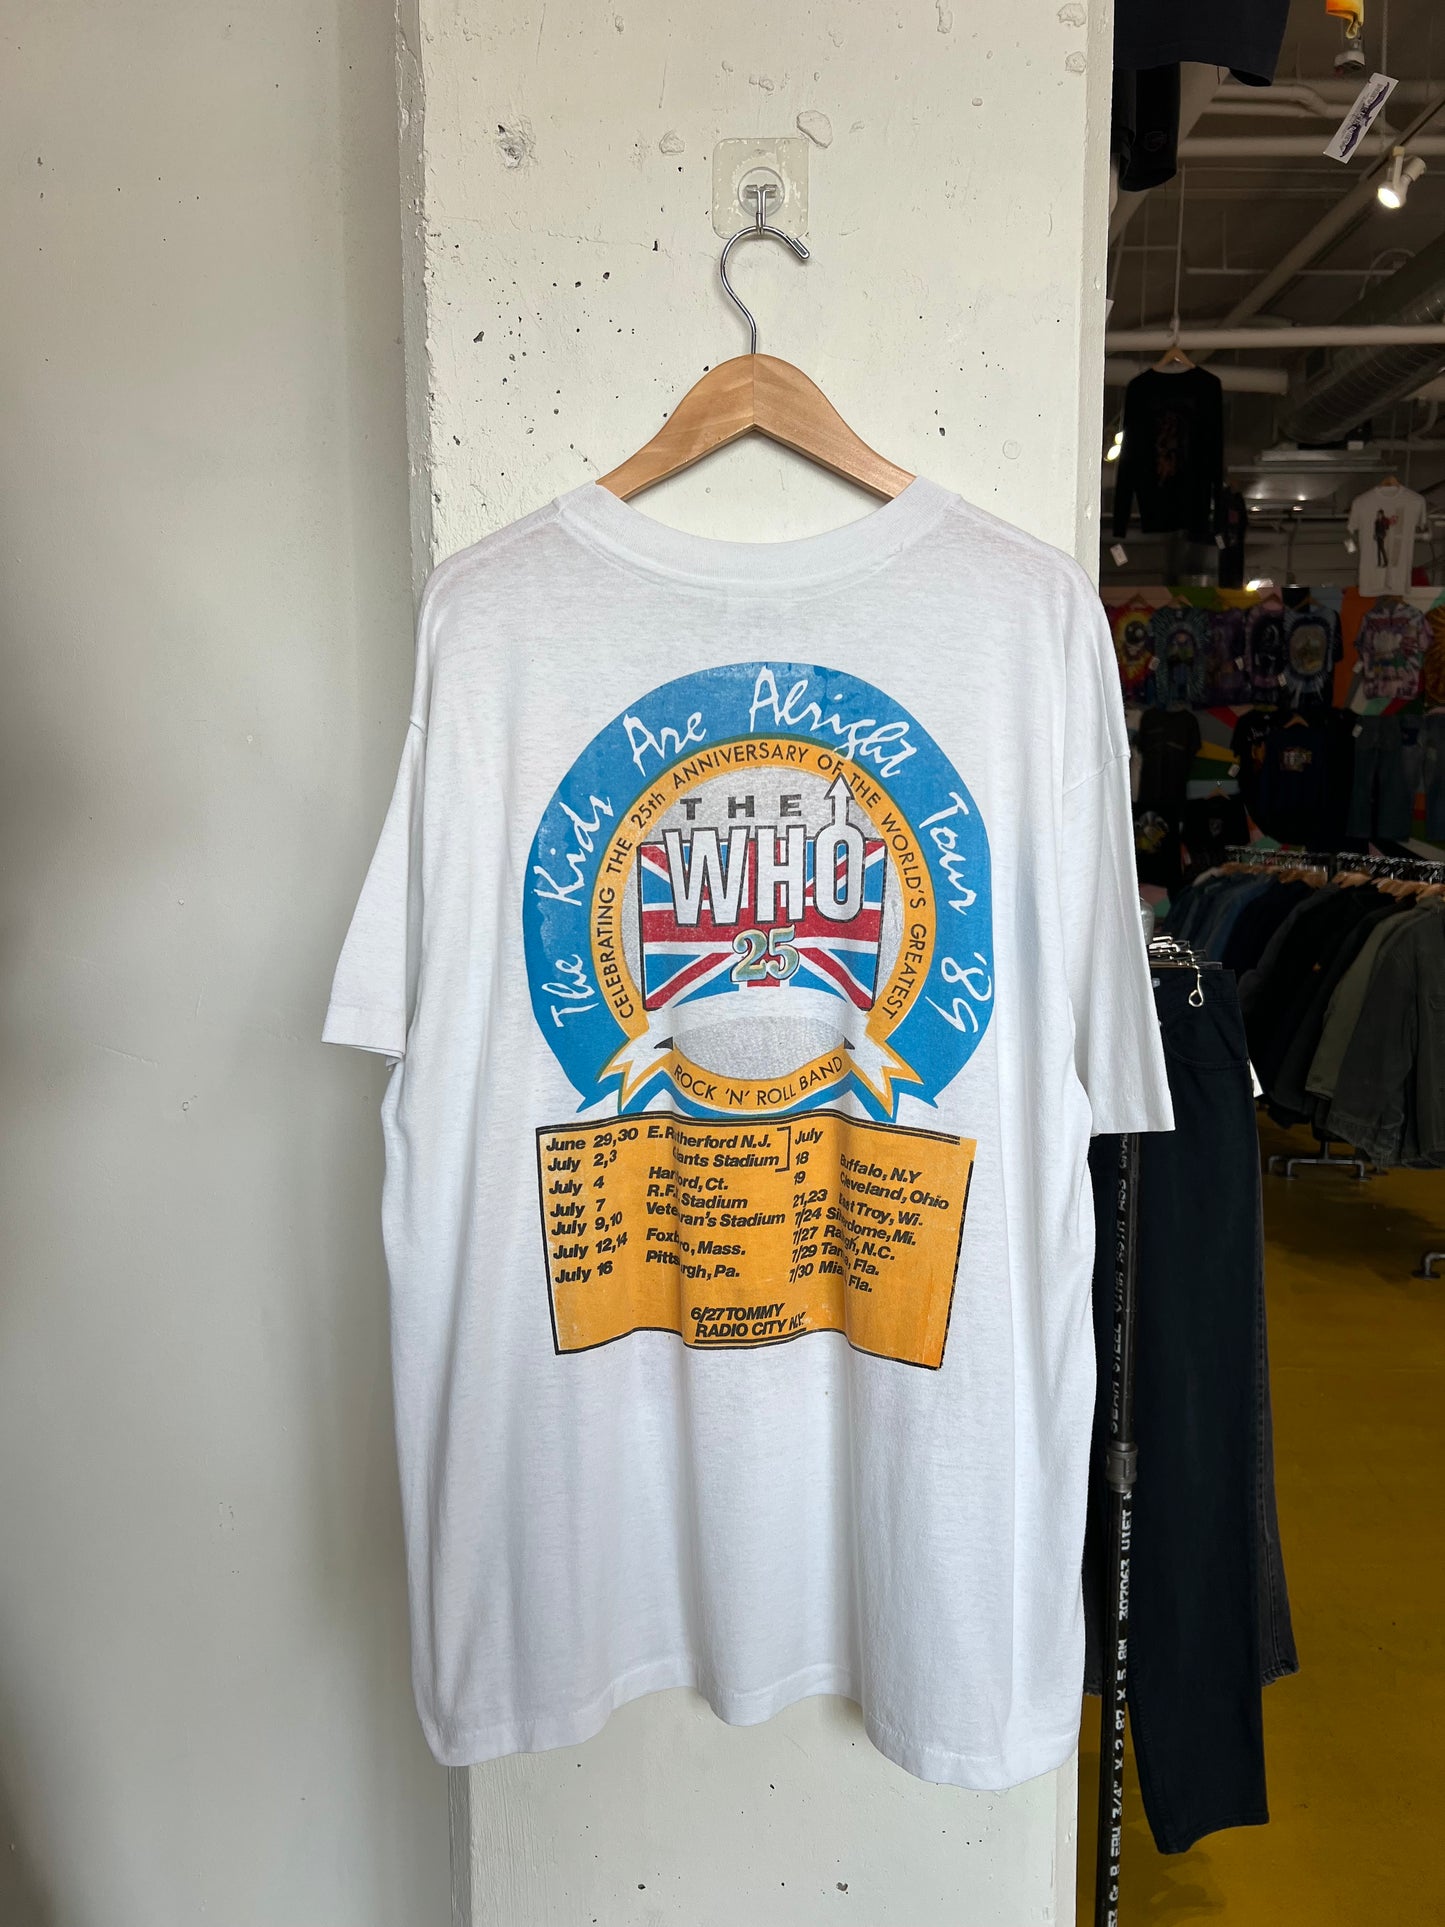 The Kids Are Alright Tour '89
CELEBRATING THE 25th ANNIVERSARY OF THE WORLD'S GREATEST
THE
WHO
25
ROCK 'N' ROLL BAND
June 29,30 E. Rutherford N.J.
July 2,3 Giants Stadium
July 4 Hartford, Ct.
July 7 R.F.K. Stadium
July 9,10 Veteran's Stadium
July 12,14 Foxboro, Mass.
July 16 Pittsburgh, Pa.
July
18 Buffalo, N.Y
19 Cleveland, Ohio
21,23 East Troy, Wi.
7/24 Silverdome, Mi.
7/27 Raleigh, N.C.
7/29 Tampa, Fla.
7/30 Miami, Fla.
6/27 TOMMY
RADIO CITY N.Y.